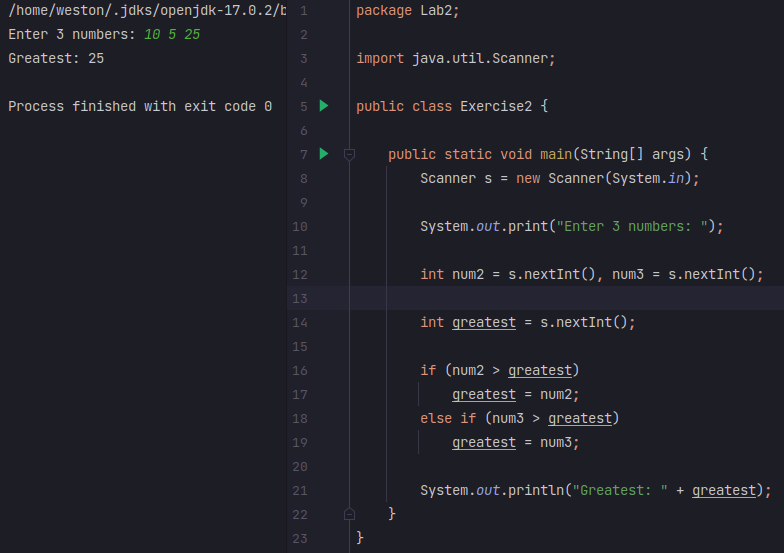 /home/weston/.jdks/openjdk-17.0.2/b
Enter 3 numbers: 10 5 25
Greatest: 25
Process finished with exit code 0
1 package Lab2;
2
3 import java.util.Scanner;
4
5 public class Exercise2 {
6
7 public static void main(String[] args) {
8 Scanner s = new Scanner(System.in);
9
10 System.out.print("Enter 3 numbers: ");
11
12 int num2 = s.nextInt(), num3 = s.nextInt();
13
14 int greatest = s.nextInt();
15
16 if (num2 > greatest)
17 greatest = num2;
18 else if (num3 > greatest)
19 greatest = num3;
20
21 System.out.println("Greatest: " + greatest);
22 }
23 }